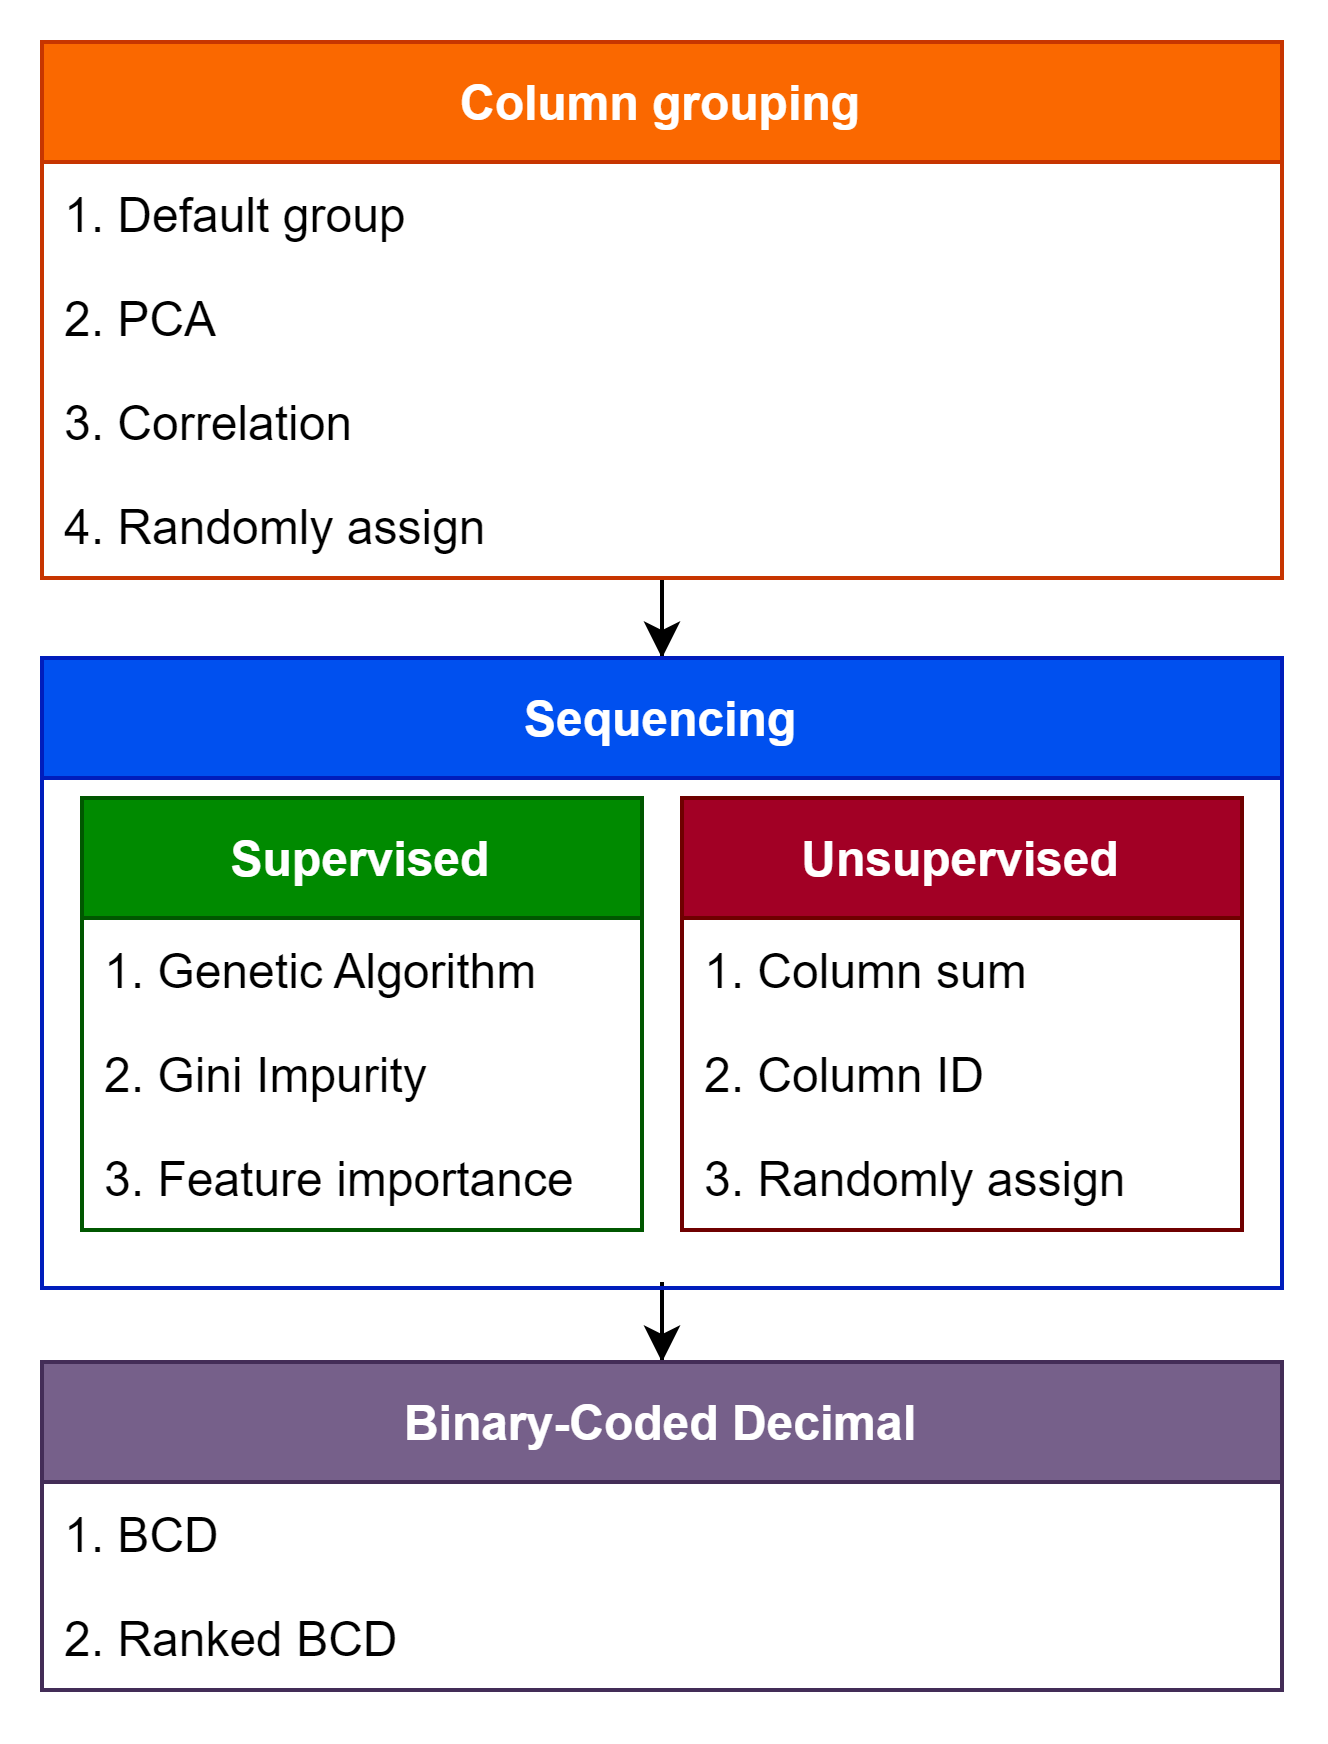 Column grouping
1. Default group
2. PCA
3. Correlation
4. Randomly assign
Sequencing
Supervised
1. Genetic Algorithm
2. Gini Impurity
3. Feature importance
Unsupervised
1. Column sum
2. Column ID
3. Randomly assign
Binary-Coded Decimal
1. BCD
2. Ranked BCD